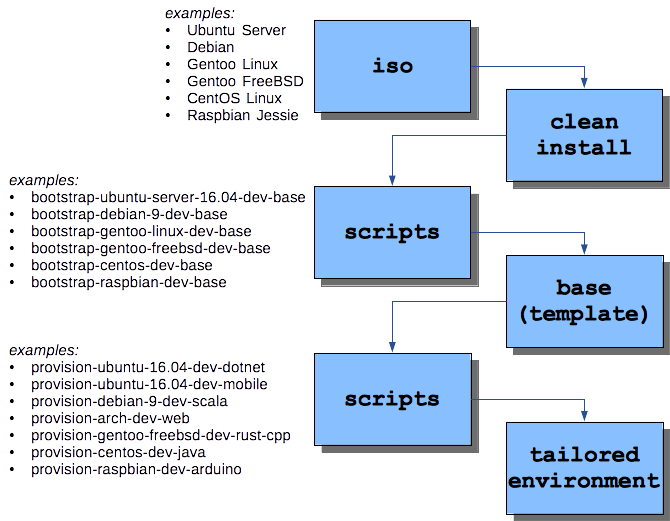 examples:
• Ubuntu Server
• Debian
• Gentoo Linux
• Gentoo FreeBSD
• CentOS Linux
• Raspbian Jessie
iso
clean
install
examples:
• bootstrap-ubuntu-server-16.04-dev-base
• bootstrap-debian-9-dev-base
• bootstrap-gentoo-linux-dev-base
• bootstrap-gentoo-freebsd-dev-base
• bootstrap-centos-dev-base
• bootstrap-raspbian-dev-base
scripts
base
(template)
examples:
• provision-ubuntu-16.04-dev-dotnet
• provision-ubuntu-16.04-dev-mobile
• provision-debian-9-dev-scala
• provision-arch-dev-web
• provision-gentoo-freebsd-dev-rust-cpp
• provision-centos-dev-java
• provision-raspbian-dev-arduino
scripts
tailored
environment